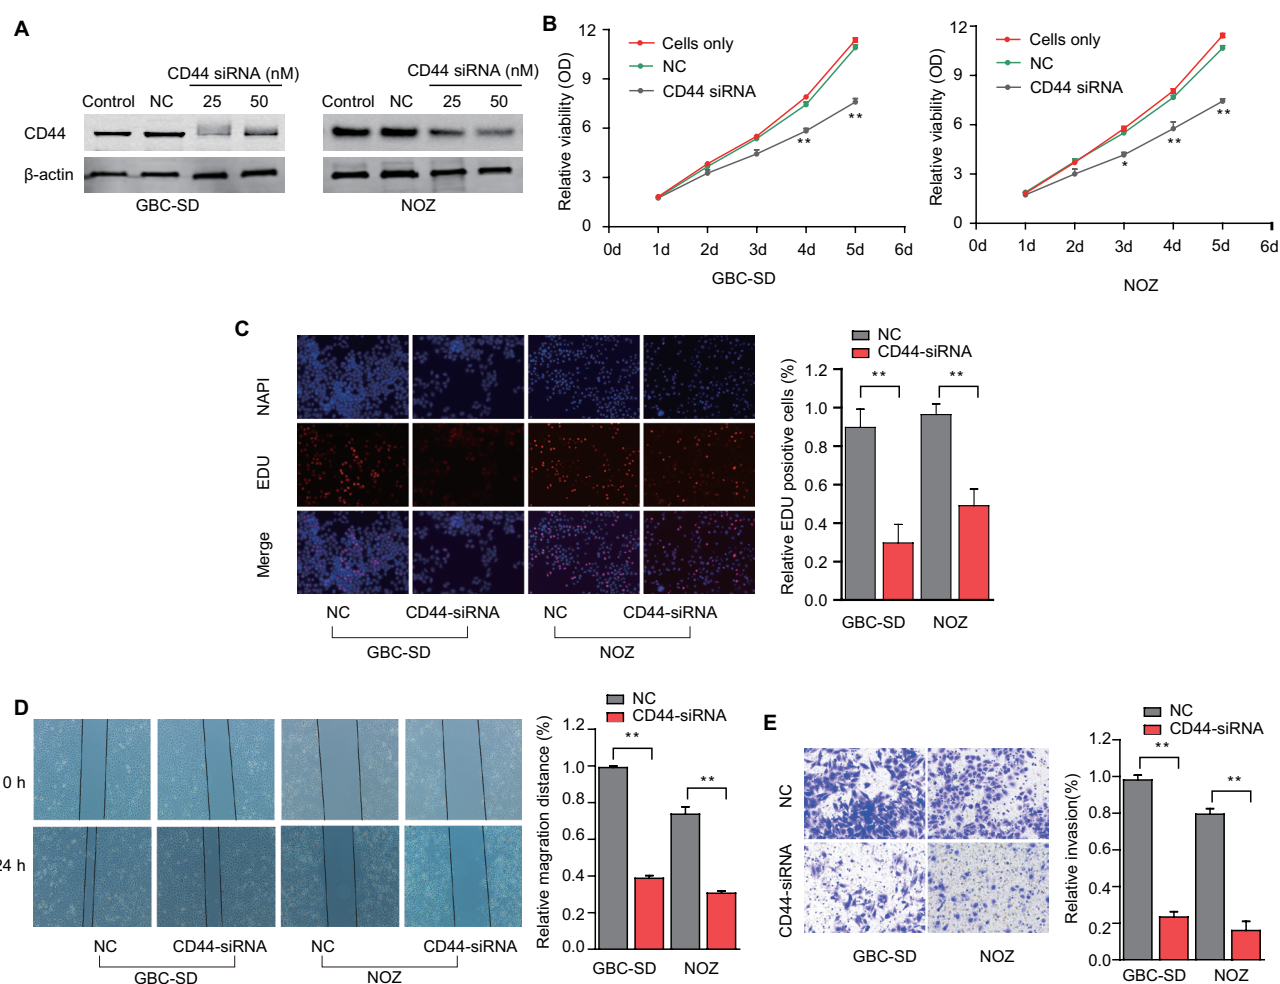 A
CD44 siRNA (nM)
Control NC 25 50
CD44
β-actin
GBC-SD
CD44 siRNA (nM)
Control NC 25 50
NOZ
B
Relative viability (OD)
12
9
6
3
0
Cells only
NC
CD44 siRNA
**
**
0d 1d 2d 3d 4d 5d 6d
GBC-SD
Relative viability (OD)
12
9
6
3
0
Cells only
NC
CD44 siRNA
*
**
**
0d 1d 2d 3d 4d 5d 6d
NOZ
C
NAPI
EDU
Merge
NC CD44-siRNA NC CD44-siRNA
GBC-SD NOZ
NC
CD44-siRNA
Relative EDU posiotive cells (%)
1.2
1.0
0.8
0.6
0.4
0.2
0.0
** **
GBC-SD NOZ
D
0 h
24 h
NC CD44-siRNA NC CD44-siRNA
GBC-SD NOZ
NC
CD44-siRNA
Relative magration distance (%)
1.2
1.0
0.8
0.6
0.4
0.2
0.0
**
**
GBC-SD NOZ
E
NC
CD44-siRNA
GBC-SD NOZ
NC
CD44-siRNA
Relative invasion(%)
1.2
1.0
0.8
0.6
0.4
0.2
0.0
**
**
GBC-SD NOZ